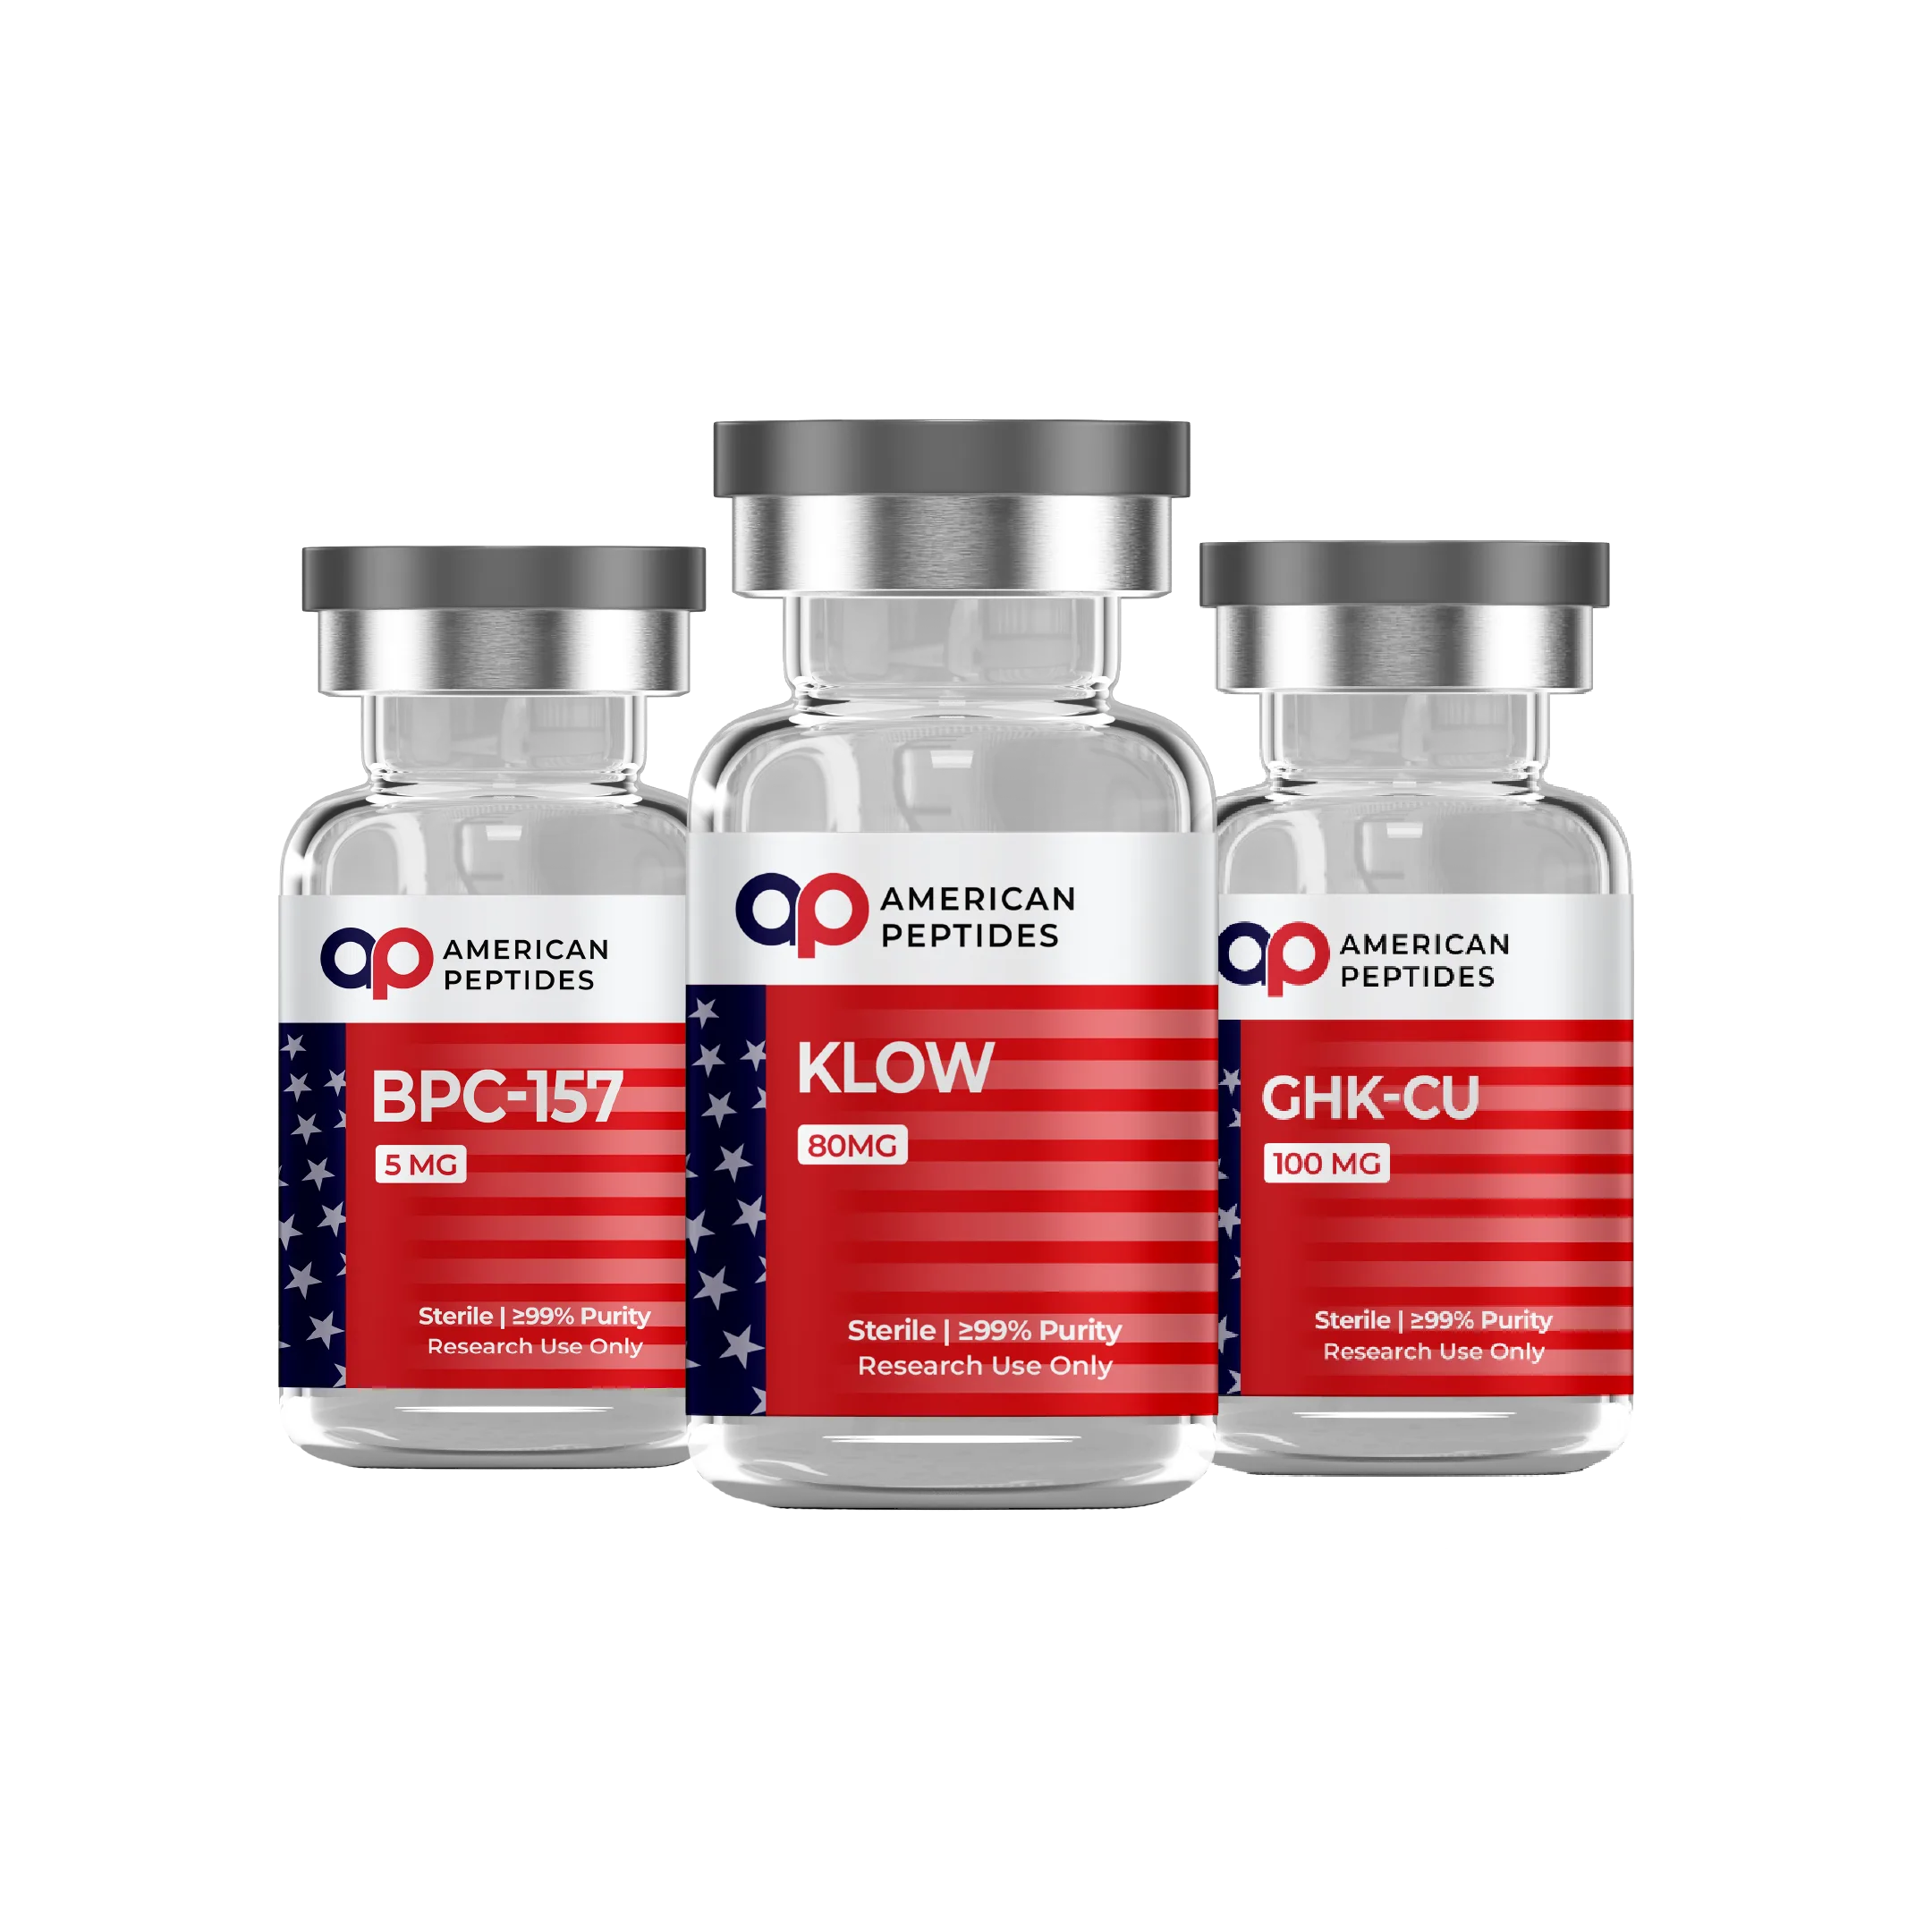 AMERICAN
PEPTIDES
BPC-157
5 MG
Sterile | ≥99% Purity
Research Use Only
AMERICAN
PEPTIDES
KLOW
80MG
Sterile | ≥99% Purity
Research Use Only
AMERICAN
PEPTIDES
GHK-CU
100 MG
Sterile | ≥99% Purity
Research Use Only